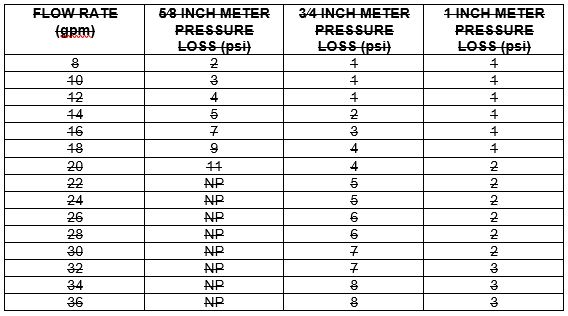 FLOW RATE (gpm) 5⁄8 INCH METER PRESSURE LOSS (psi) 3⁄4 INCH METER PRESSURE LOSS (psi) 1 INCH METER PRESSURE LOSS (psi)
8 2 1 1
10 3 1 1
12 4 1 1
14 5 2 1
16 7 3 1
18 9 4 1
20 11 4 2
22 NP 5 2
24 NP 5 2
26 NP 6 2
28 NP 6 2
30 NP 7 2
32 NP 7 3
34 NP 8 3
36 NP 8 3